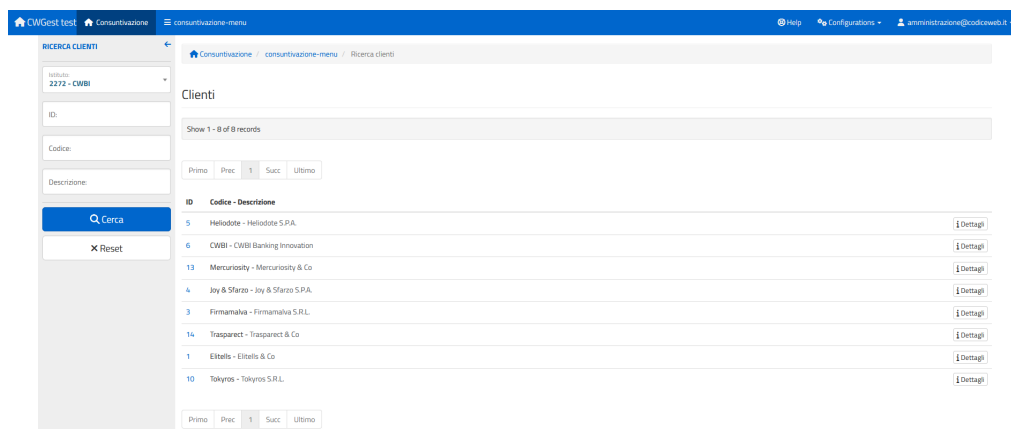 CWGest test Consuntivazione consuntivazione-menu Help Configurations amministrazione@codiceweb.it
RICERCA CLIENTI
Consuntivazione / consuntivazione-menu / Ricerca clienti
Istituto:
2272 - CWBI
ID:
Codice:
Descrizione:
Cerca
Reset
Clienti
Show 1 - 8 of 8 records
Primo Prec 1 Succ Ultimo
ID Codice - Descrizione
5 Heliodote - Heliodote S.P.A. Dettagli
6 CWBI - CWBI Banking Innovation Dettagli
13 Mercuriosity - Mercuriosity & Co Dettagli
4 Joy & Sfarzo - Joy & Sfarzo S.P.A. Dettagli
3 Firmamalva - Firmamalva S.R.L. Dettagli
14 Trasparect - Trasparect & Co Dettagli
1 Elitells - Elitells & Co Dettagli
10 Tokyros - Tokyros S.R.L. Dettagli
Primo Prec 1 Succ Ultimo